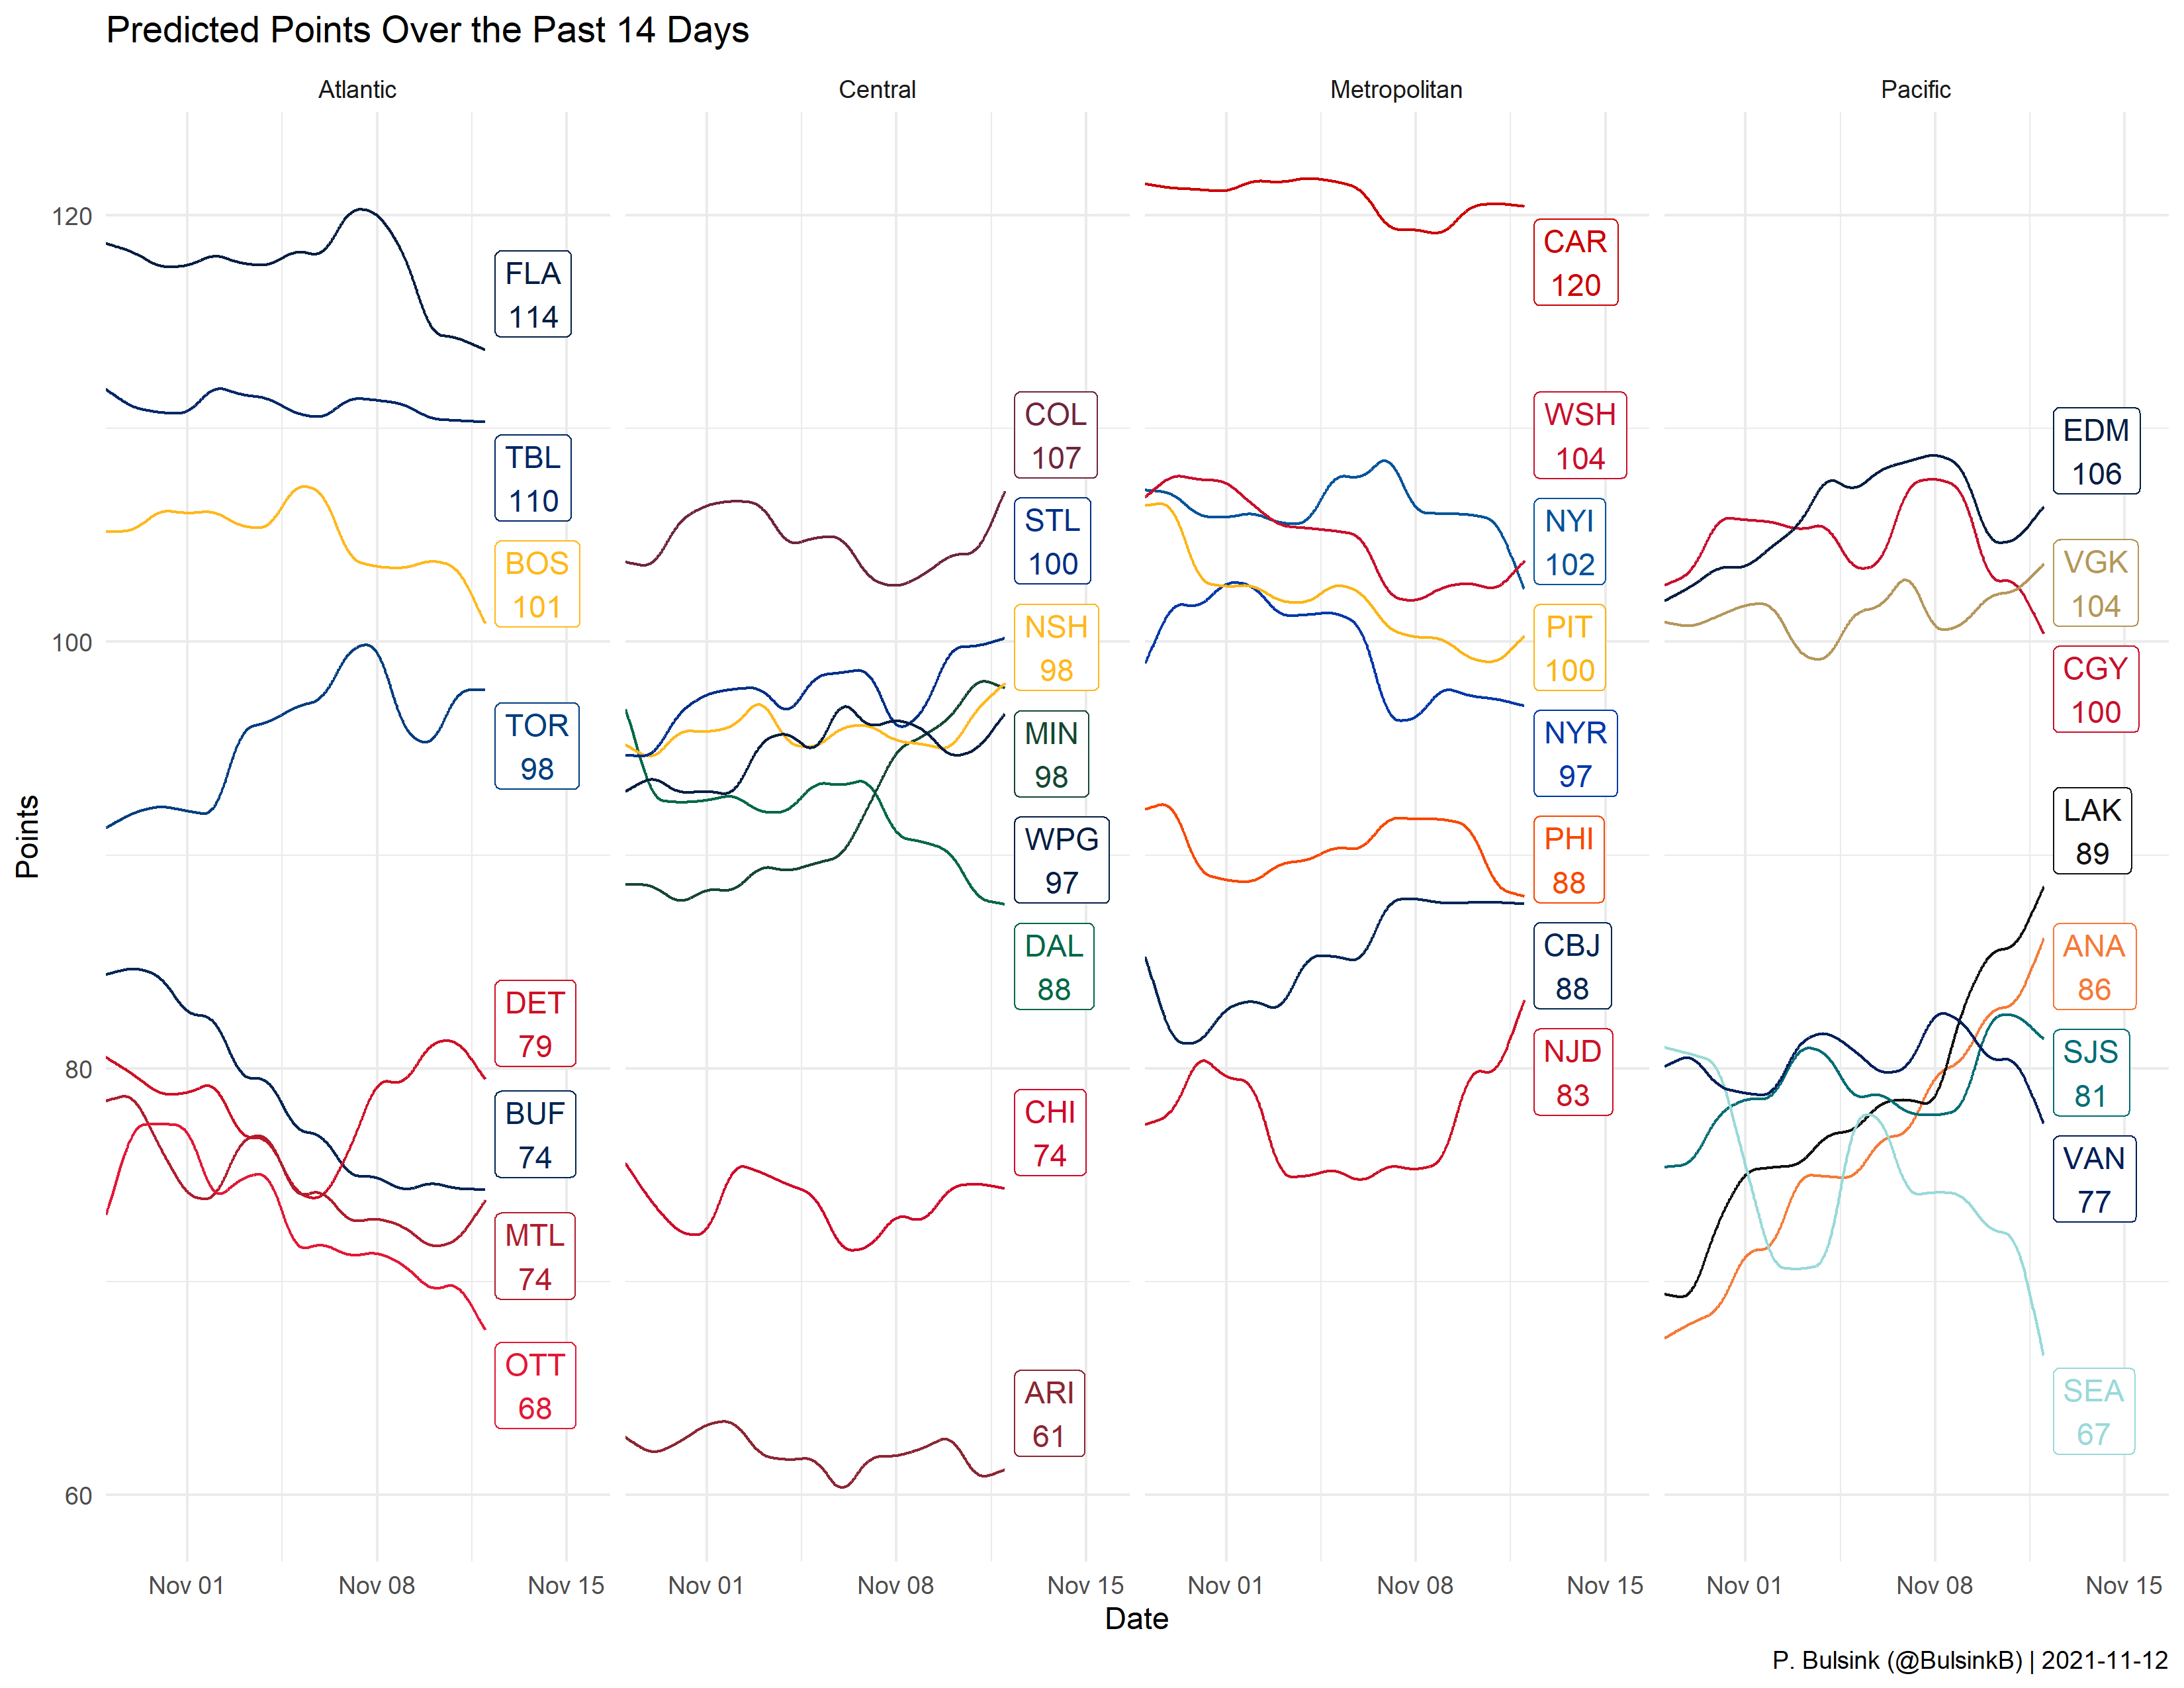 Predicted Points Over the Past 14 Days
Atlantic
Central
Metropolitan
Pacific
Points
120
100
80
60
FLA
114
TBL
110
BOS
101
TOR
98
DET
79
BUF
74
MTL
74
OTT
68
COL
107
STL
100
NSH
98
MIN
98
WPG
97
DAL
88
CHI
74
ARI
61
CAR
120
WSH
104
NYI
102
PIT
100
NYR
97
PHI
88
CBJ
88
NJD
83
EDM
106
VGK
104
CGY
100
LAK
89
ANA
86
SJS
81
VAN
77
SEA
67
Nov 01 Nov 08 Nov 15
Nov 01 Nov 08 Nov 15
Nov 01 Nov 08 Nov 15
Nov 01 Nov 08 Nov 15
Date
P. Bulsink (@BulsinkB) | 2021-11-12